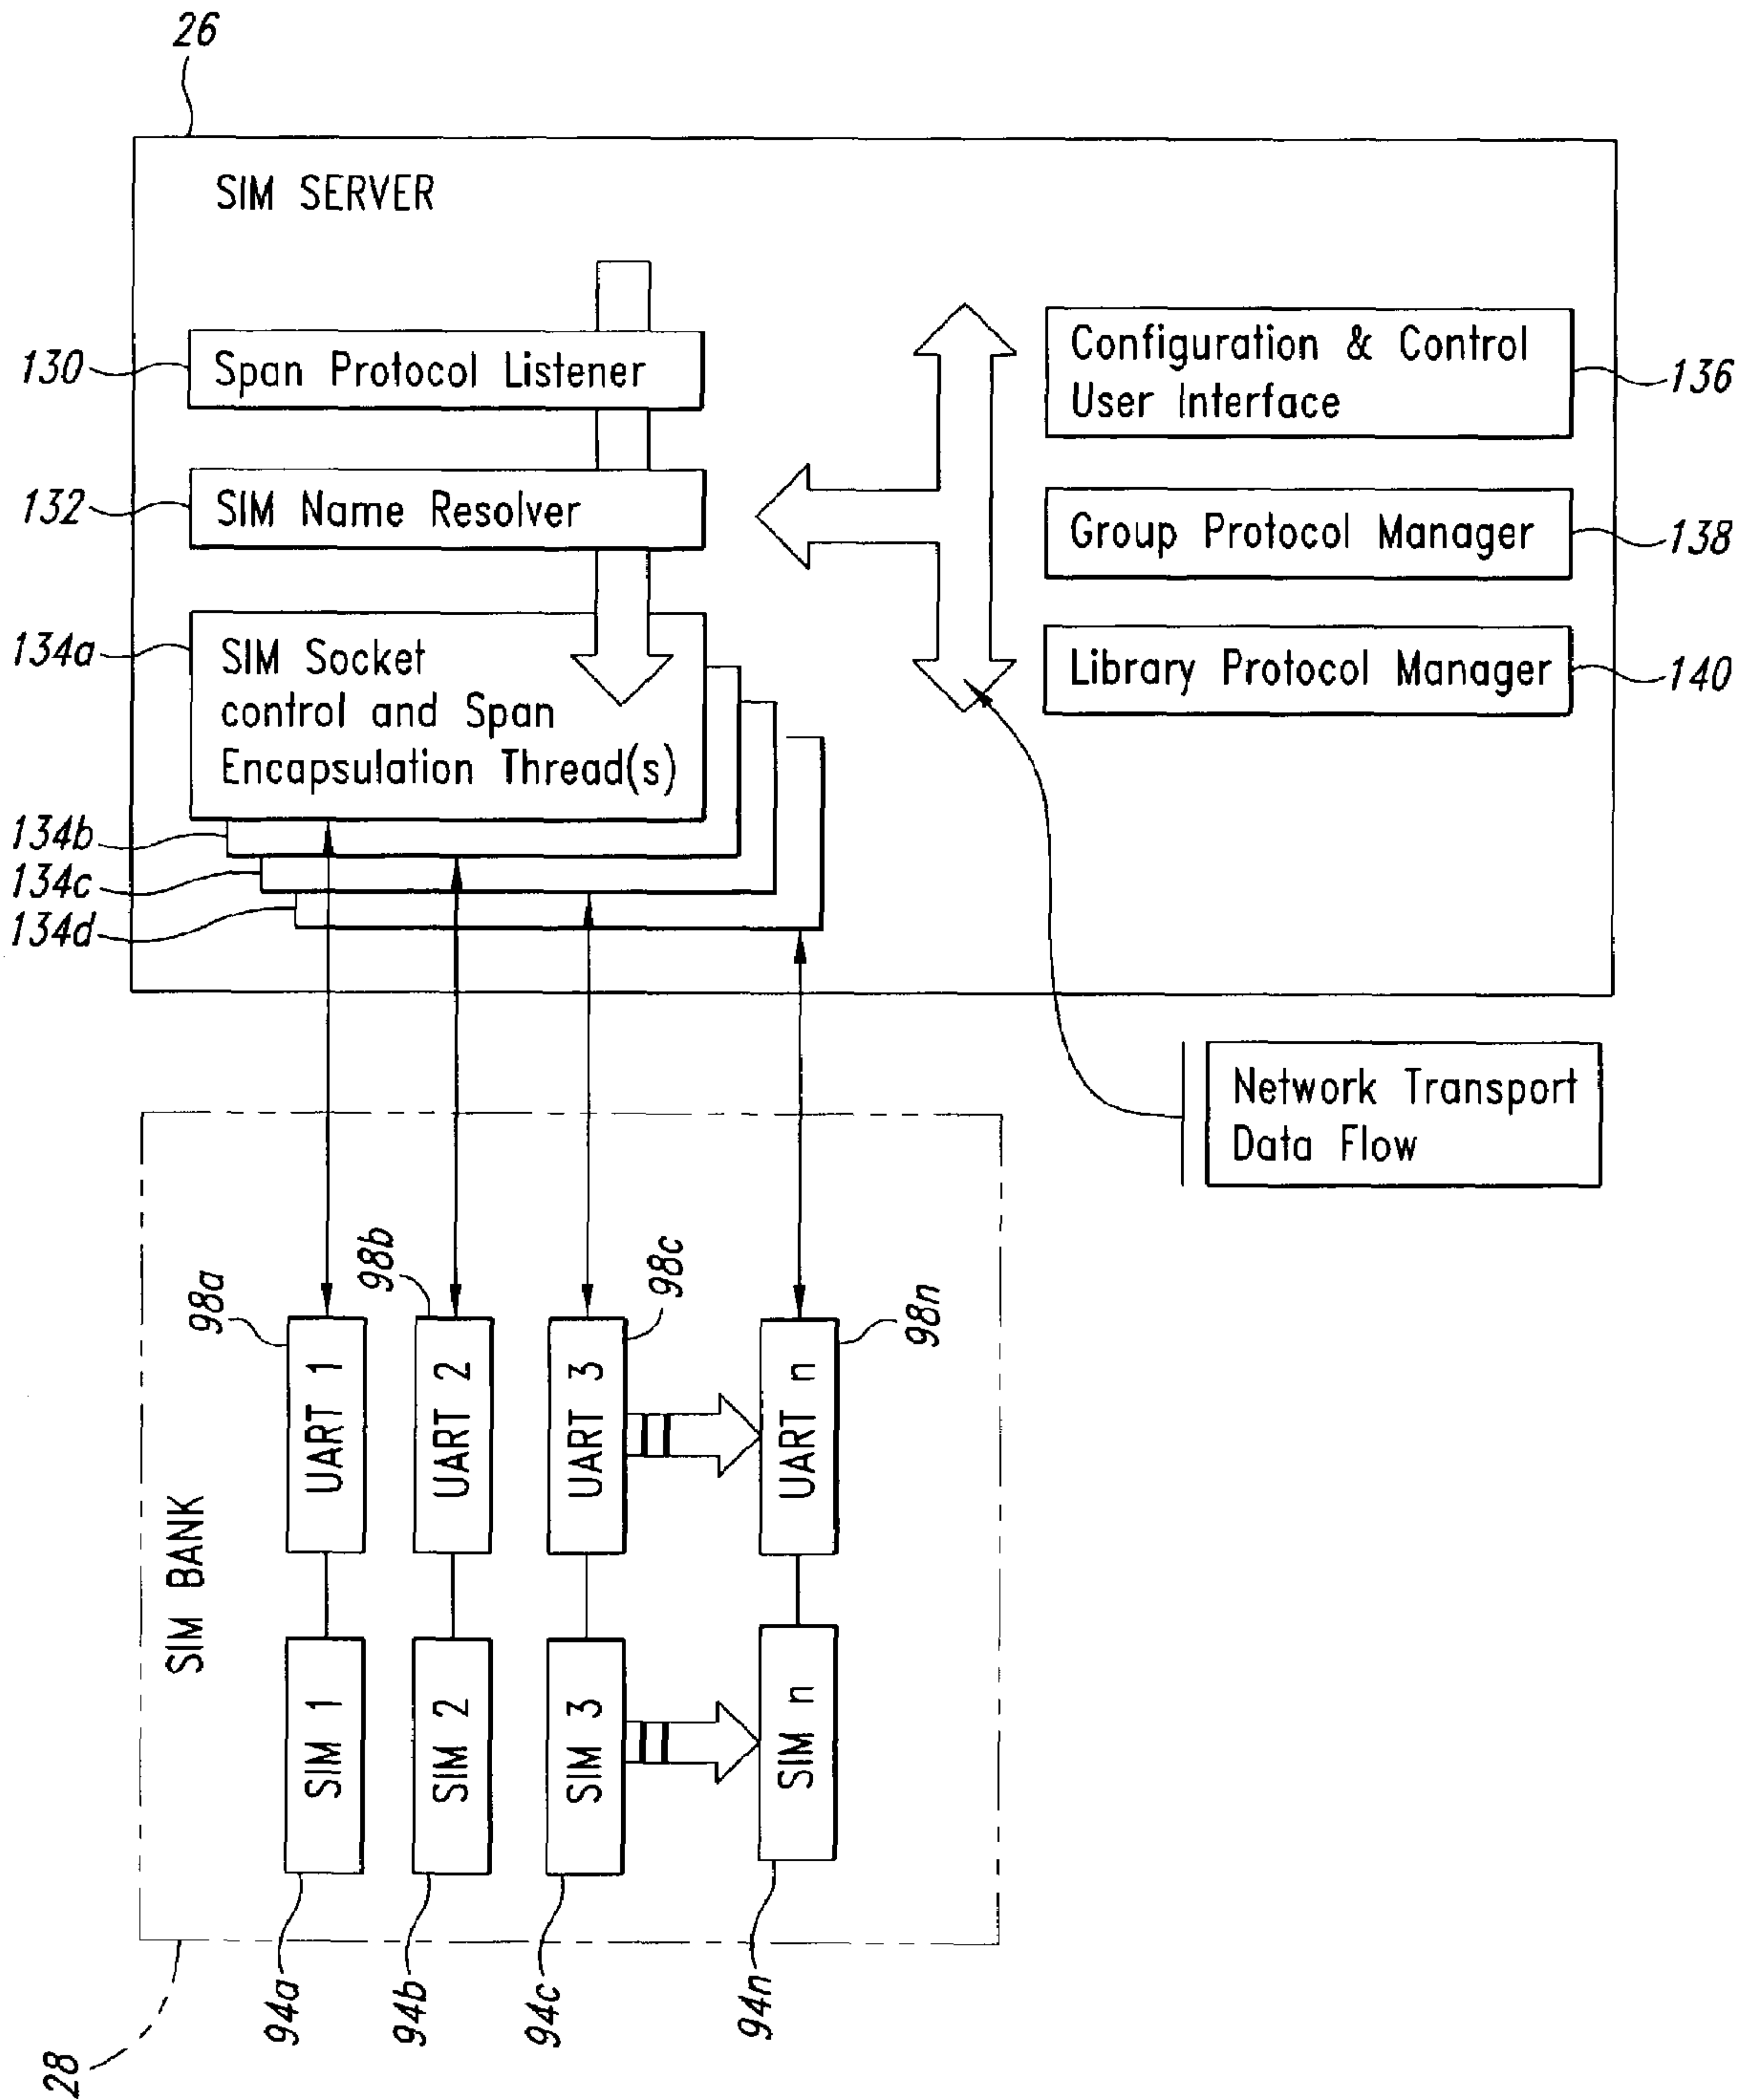 26
SIM SERVER
130
Span Protocol Listener
132
SIM Name Resolver
134a
SIM Socket
control and Span
Encapsulation Thread(s)
134b
134c
134d
Configuration & Control
User Interface
136
Group Protocol Manager
138
Library Protocol Manager
140
Network Transport
Data Flow
SIM BANK
98a
98b
98c
98n
UART 1
UART 2
UART 3
UART n
SIM 1
SIM 2
SIM 3
SIM n
94a
94b
94c
94n
28